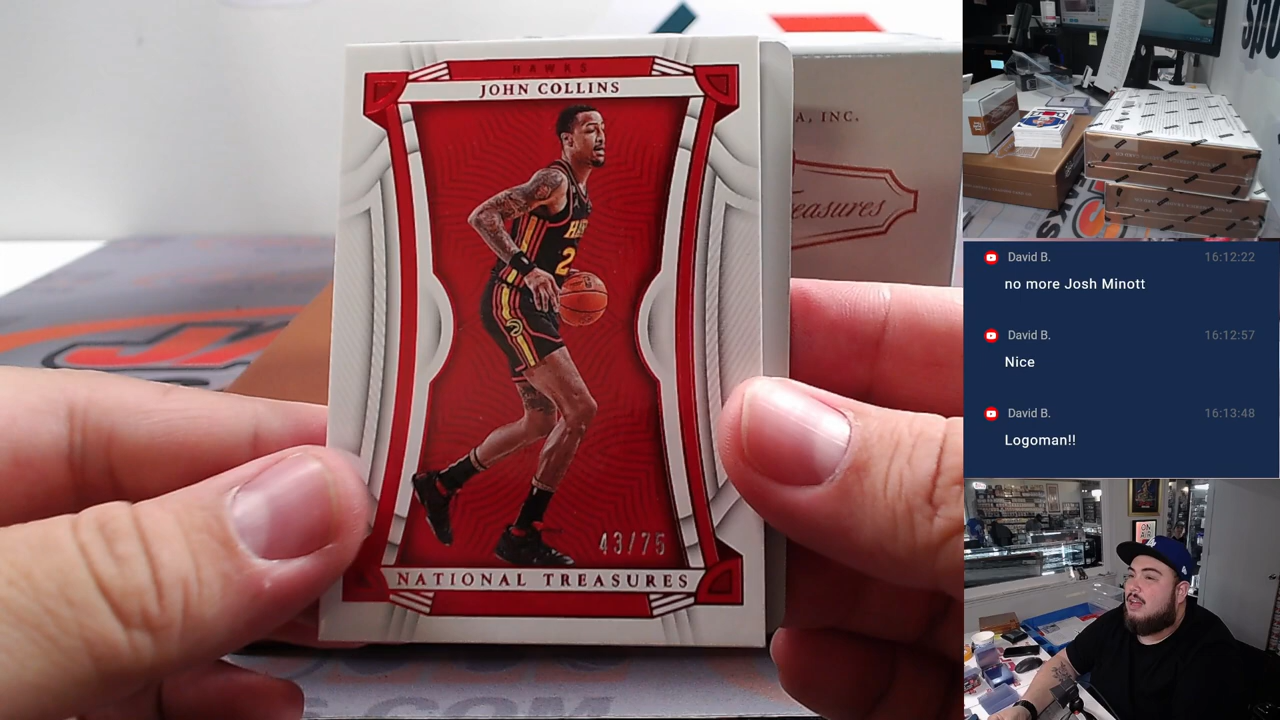 HAWKS
JOHN COLLINS
43/75
NATIONAL TREASURES
A, INC.
easures
David B. 16:12:22
no more Josh Minott
David B. 16:12:57
Nice
David B. 16:13:48
Logoman!!